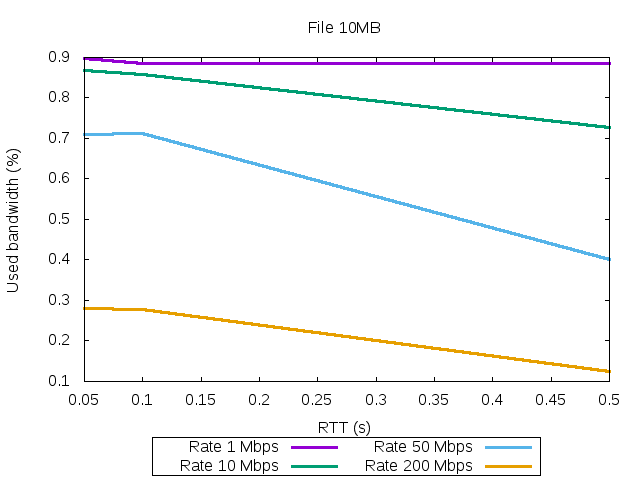 File 10MB
0.9
0.8
0.7
0.6
0.5
0.4
0.3
0.2
0.1
Used bandwidth (%)
0.05 0.1 0.15 0.2 0.25 0.3 0.35 0.4 0.45 0.5
RTT (s)
Rate 1 Mbps Rate 50 Mbps
Rate 10 Mbps Rate 200 Mbps